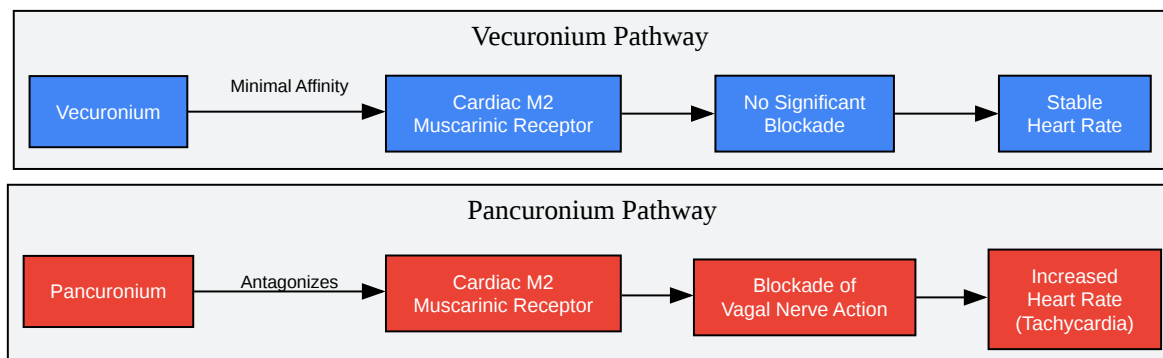 Vecuronium Pathway
Vecuronium
Minimal Affinity
Cardiac M2
Muscarinic Receptor
No Significant
Blockade
Stable
Heart Rate
Pancuronium Pathway
Pancuronium
Antagonizes
Cardiac M2
Muscarinic Receptor
Blockade of
Vagal Nerve Action
Increased
Heart Rate
(Tachycardia)